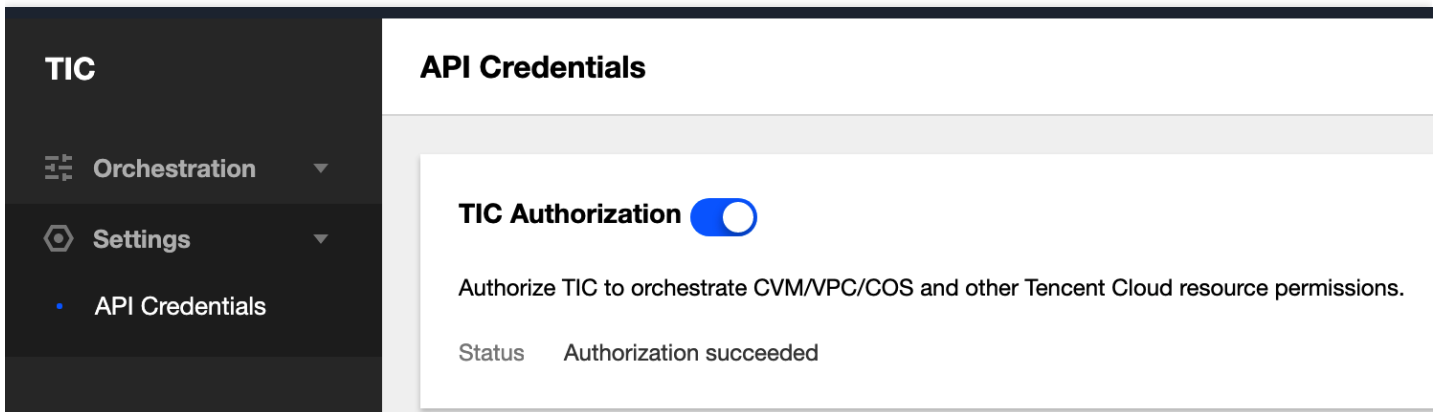 TIC
Orchestration
Settings
API Credentials
API Credentials
TIC Authorization
Authorize TIC to orchestrate CVM/VPC/COS and other Tencent Cloud resource permissions.
Status Authorization succeeded